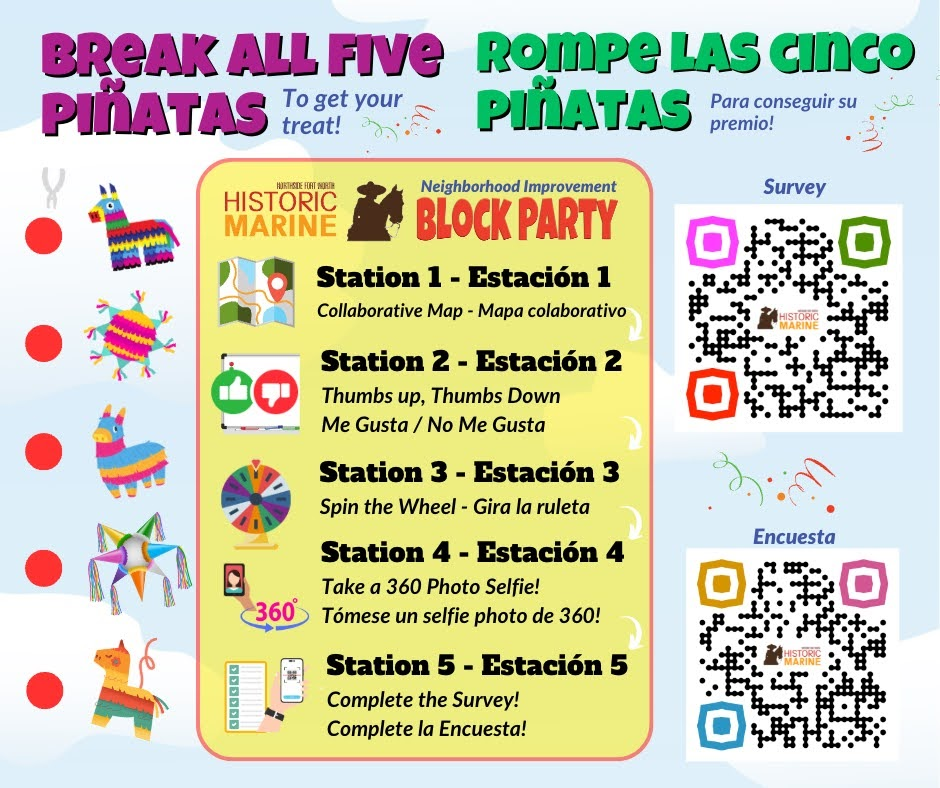 BREAK ALL FIVE
PIÑATAS
To get your
treat!
ROMPE LAS CINCO
PIÑATAS
Para conseguir su
premio!
NORTHSIDE FORT WORTH
HISTORIC
MARINE
Neighborhood Improvement
BLOCK PARTY
Station 1 - Estación 1
Collaborative Map - Mapa colaborativo
Station 2 - Estación 2
Thumbs up, Thumbs Down
Me Gusta / No Me Gusta
Station 3 - Estación 3
Spin the Wheel - Gira la ruleta
Station 4 - Estación 4
Take a 360 Photo Selfie!
Tómese un selfie photo de 360!
360°
Station 5 - Estación 5
Complete the Survey!
Complete la Encuesta!
Survey
HISTORIC
MARINE
Encuesta
HISTORIC
MARINE